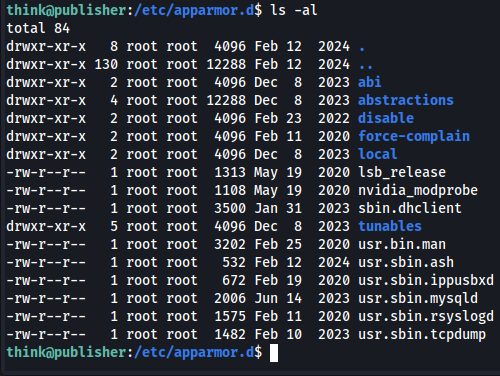 think@publisher:/etc/apparmor.d$ ls -al
total 84
drwxr-xr-x   8 root root  4096 Feb 12  2024 .
drwxr-xr-x 130 root root 12288 Feb 12  2024 ..
drwxr-xr-x   2 root root  4096 Dec  8  2023 abi
drwxr-xr-x   4 root root 12288 Dec  8  2023 abstractions
drwxr-xr-x   2 root root  4096 Feb 23  2022 disable
drwxr-xr-x   2 root root  4096 Feb 11  2020 force-complain
drwxr-xr-x   2 root root  4096 Dec  8  2023 local
-rw-r--r--   1 root root  1313 May 19  2020 lsb_release
-rw-r--r--   1 root root  1108 May 19  2020 nvidia_modprobe
-rw-r--r--   1 root root  3500 Jan 31  2023 sbin.dhclient
drwxr-xr-x   5 root root  4096 Dec  8  2023 tunables
-rw-r--r--   1 root root  3202 Feb 25  2020 usr.bin.man
-rw-r--r--   1 root root   532 Feb 12  2024 usr.sbin.ash
-rw-r--r--   1 root root   672 Feb 19  2020 usr.sbin.ippusbxd
-rw-r--r--   1 root root  2006 Jun 14  2023 usr.sbin.mysqld
-rw-r--r--   1 root root  1575 Feb 11  2020 usr.sbin.rsyslogd
-rw-r--r--   1 root root  1482 Feb 10  2023 usr.sbin.tcpdump
think@publisher:/etc/apparmor.d$